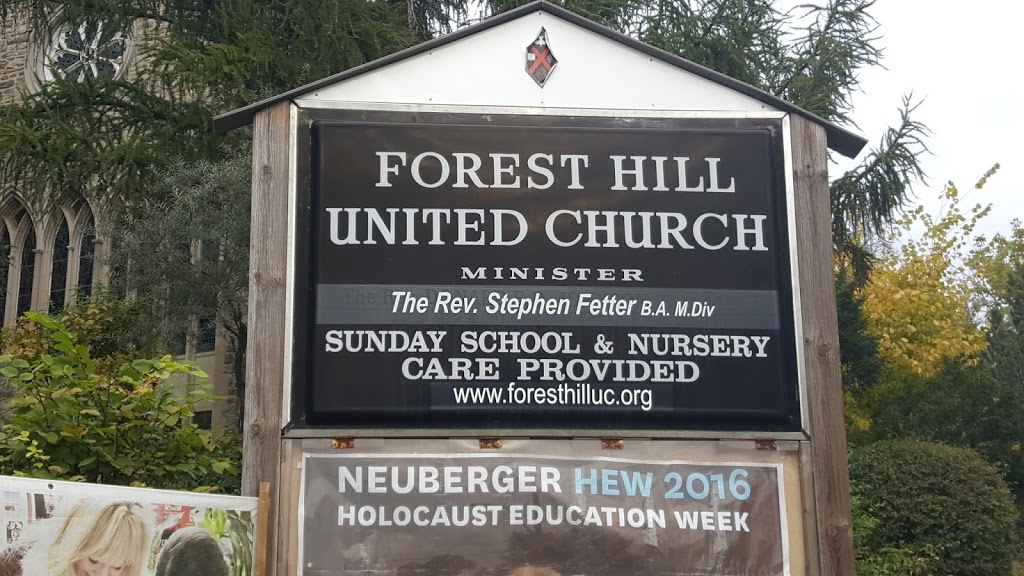 FOREST HILL
UNITED CHURCH
MINISTER
The Rev. Stephen Fetter B.A. M.Div
SUNDAY SCHOOL & NURSERY
CARE PROVIDED
www.foresthilluc.org
NEUBERGER HEW 2016
HOLOCAUST EDUCATION WEEK